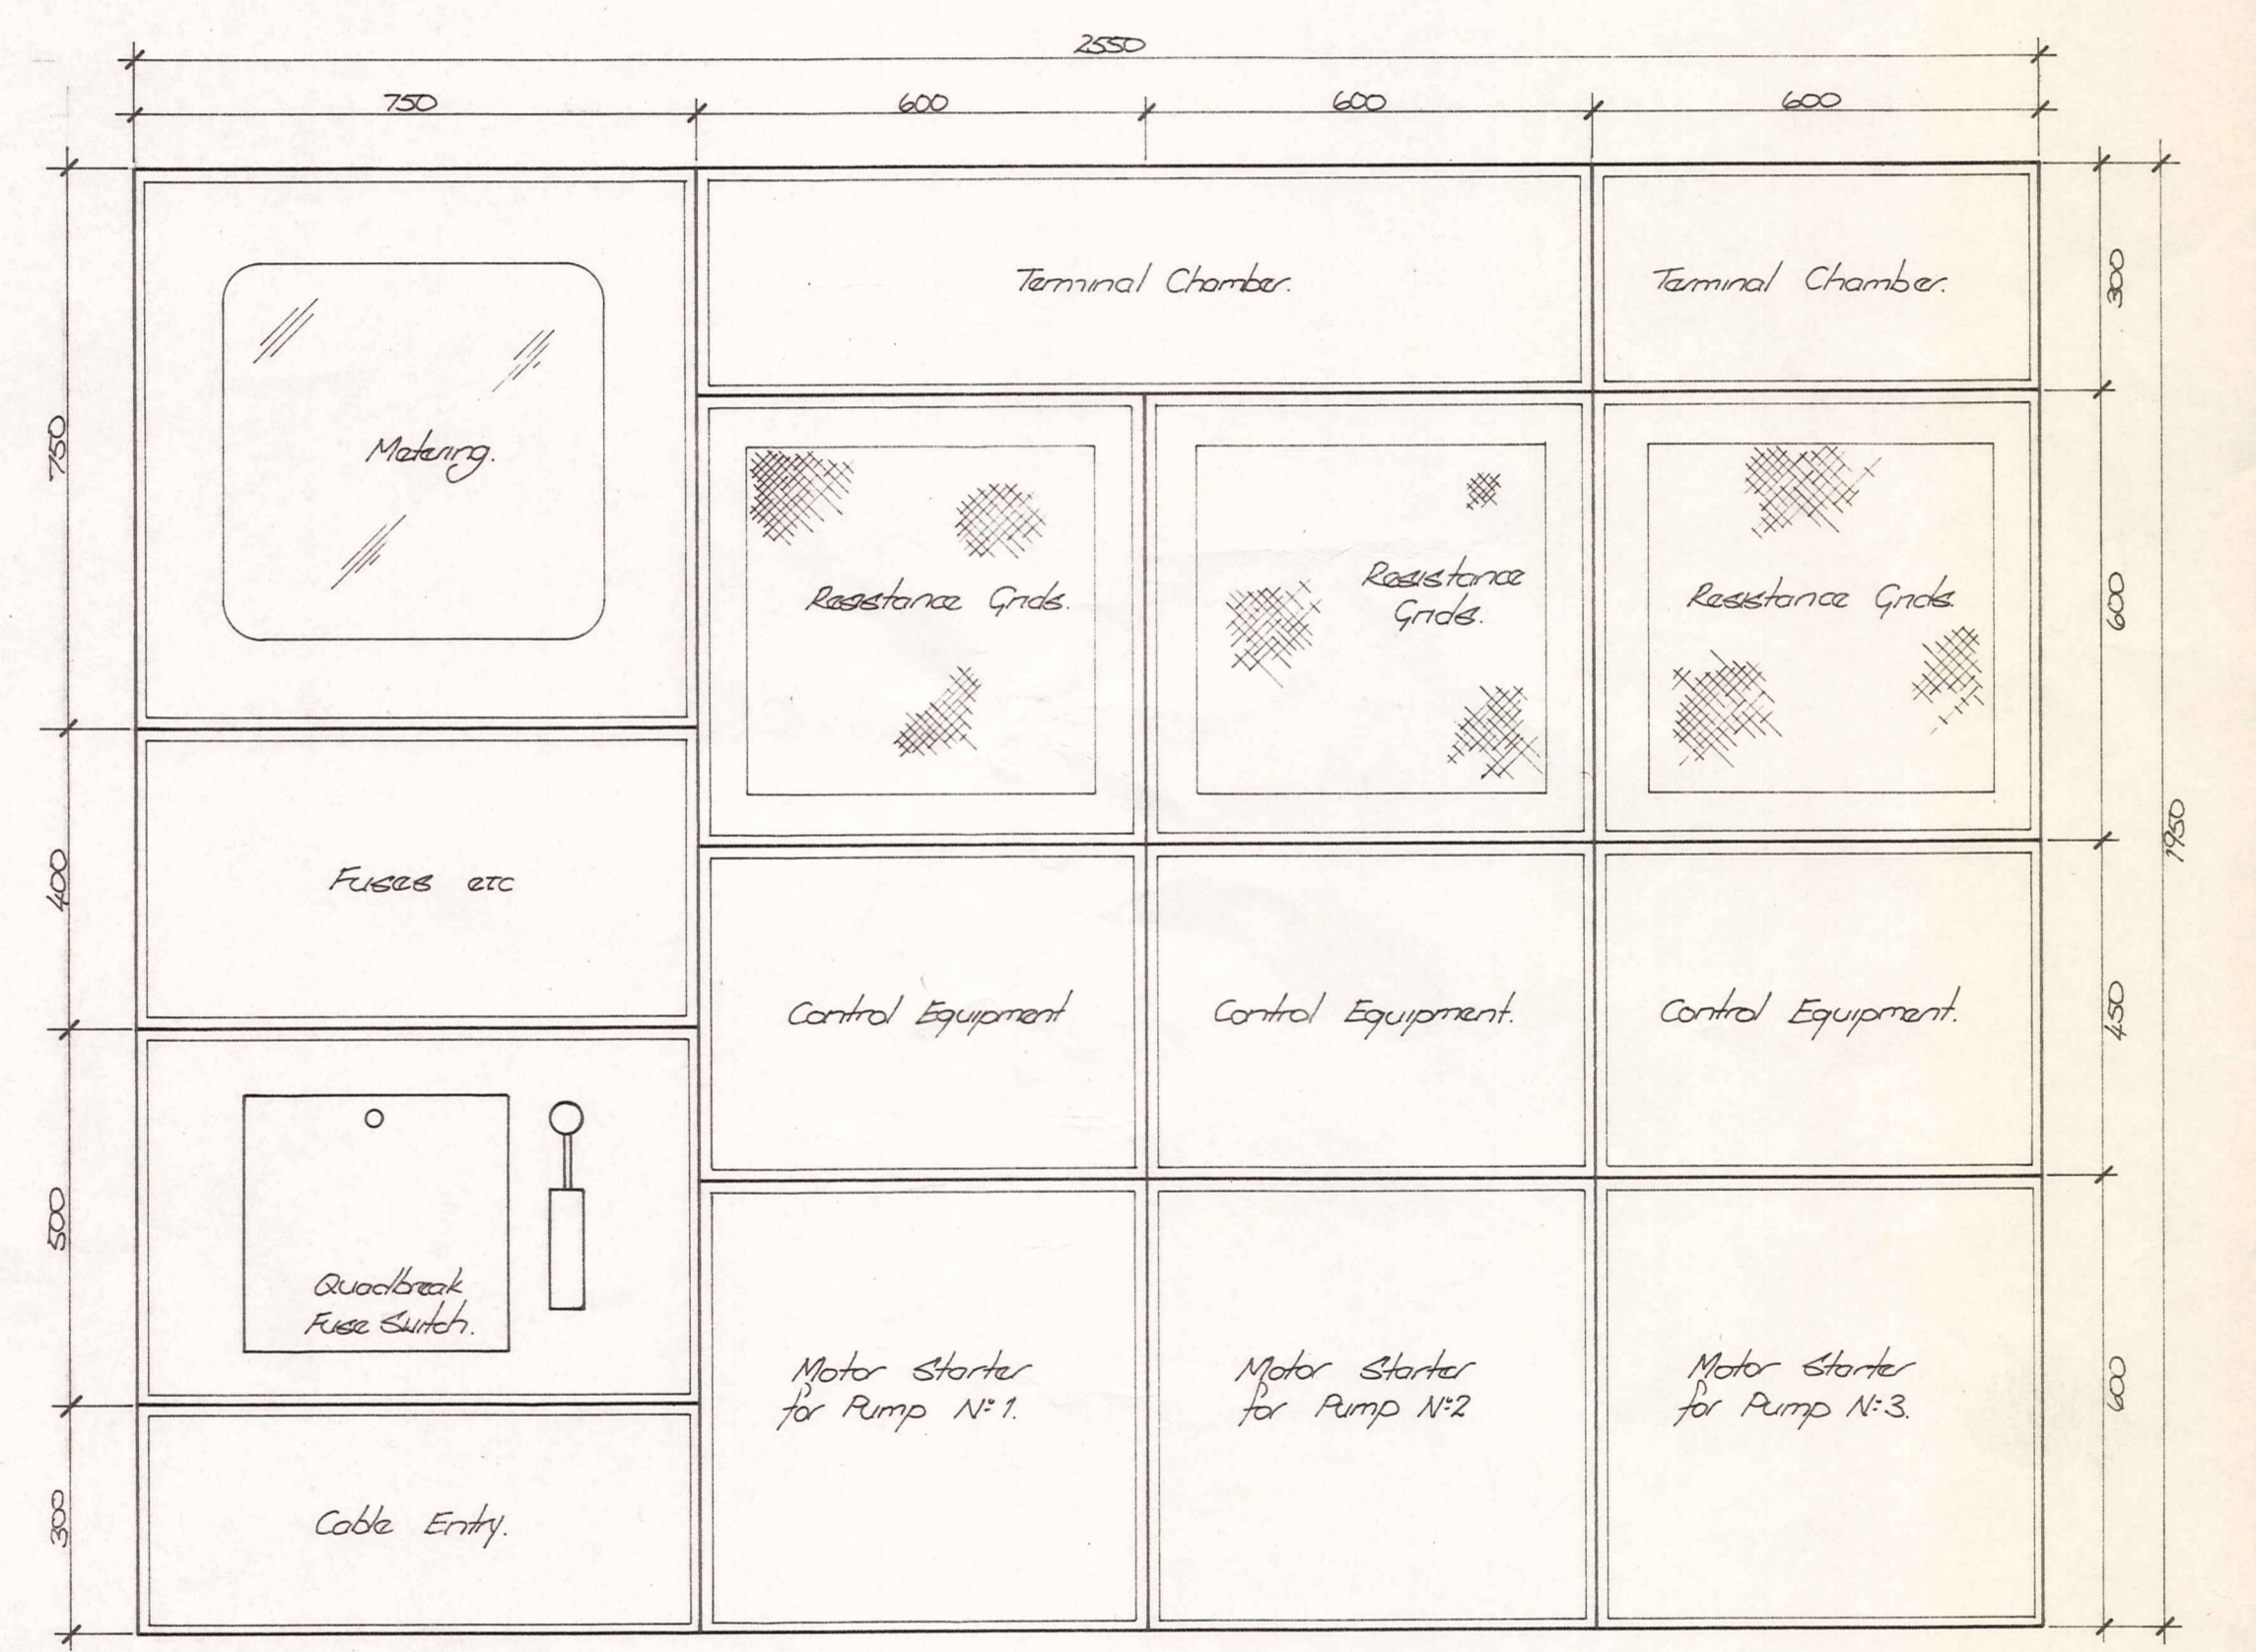 2550
750
600
600
600
Terminal Chamber.
Terminal Chamber.
300
Metering.
750
Resistance Grids.
Resistance
Grids.
Resistance Grids.
600
1950
Fuses etc
400
Control Equipment
Control Equipment.
Control Equipment.
450
Quadbreak
Fuse Switch.
500
Motor Starter
for Pump Nº 1.
Motor Starter
for Pump Nº 2
Motor Starter
for Pump Nº 3.
600
Cable Entry.
300